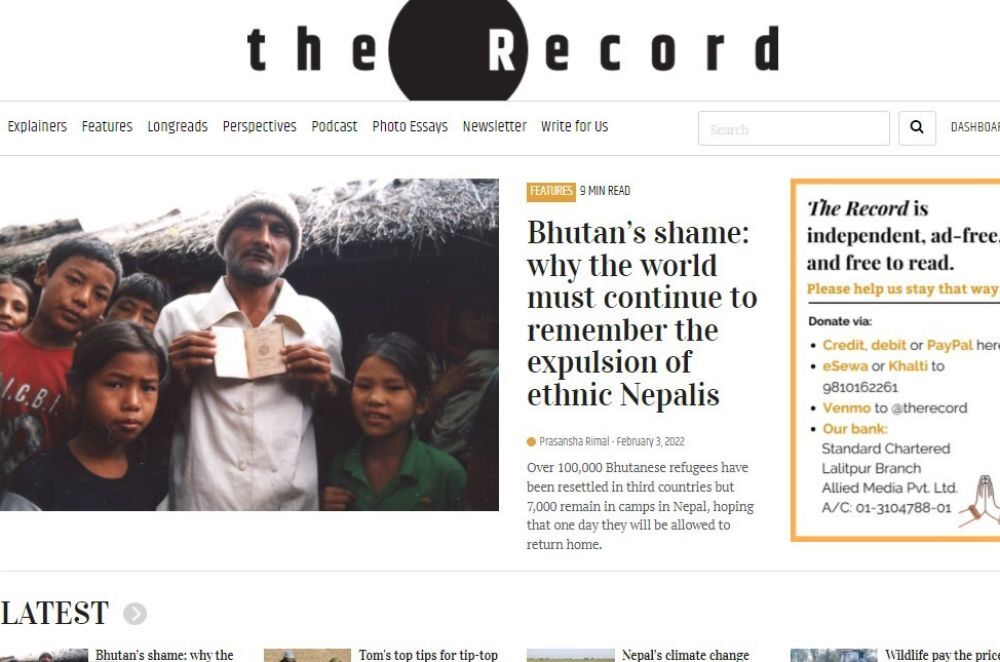 the Record
Explainers Features Longreads Perspectives Podcast Photo Essays Newsletter Write for Us
Search
FEATURES 9 MIN READ
Bhutan’s shame:
why the world
must continue to
remember the
expulsion of
ethnic Nepalis
Prasansha Rimal - February 3, 2022
Over 100,000 Bhutanese refugees have
been resettled in third countries but
7,000 remain in camps in Nepal, hoping
that one day they will be allowed to
return home.
The Record is
independent, ad-free,
and free to read.
Please help us stay that way.
Donate via:
Credit, debit or PayPal here
eSewa or Khalti to
9810162261
Venmo to @therecord
Our bank:
Standard Chartered
Lalitpur Branch
Allied Media Pvt. Ltd.
A/C: 01-3104788-01
LATEST
Bhutan’s shame: why the
Tom's top tips for tip-top
Nepal’s climate change
Wildlife pay the price